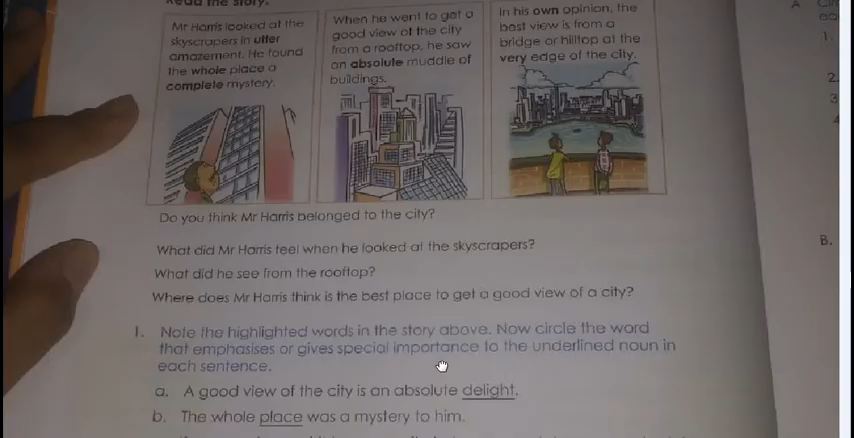 Read the story.
Mr Harris looked at the
skyscrapers in utter
amazement. He found
the whole place a
complete mystery.
When he went to get a
good view of the city
from a rooftop, he saw
an absolute muddle of
buildings.
In his own opinion, the
best view is from a
bridge or hilltop at the
very edge of the city.
Do you think Mr Harris belonged to the city?
What did Mr Harris feel when he looked at the skyscrapers?
What did he see from the rooftop?
Where does Mr Harris think is the best place to get a good view of a city?
1. Note the highlighted words in the story above. Now circle the word
that emphasises or gives special importance to the underlined noun in
each sentence.
a. A good view of the city is an absolute delight.
b. The whole place was a mystery to him.
A
1.
2.
3
4
B.